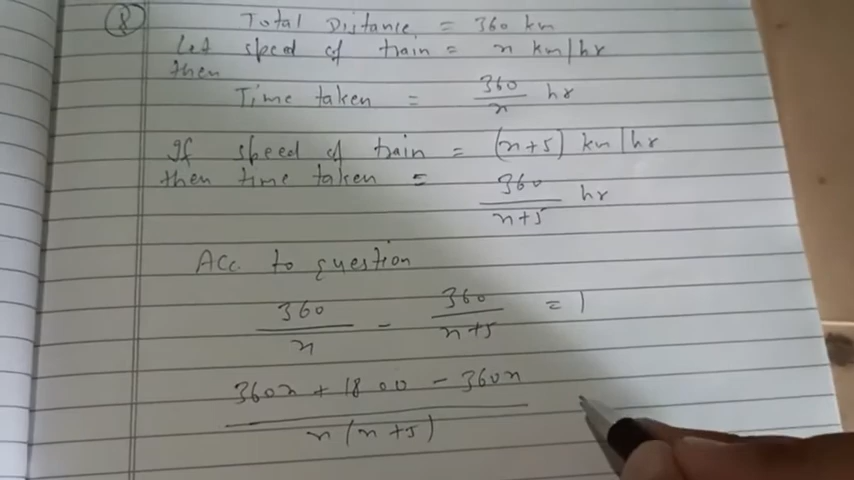 8 Total Distance = 360 km
Let speed of train = x km/hr
then
Time taken = 360/x hr
If speed of train = (x+5) km/hr
then time taken = 360/x+5 hr
Acc. to question
360/x - 360/x+5 = 1
360x + 1800 - 360x / x(x+5)